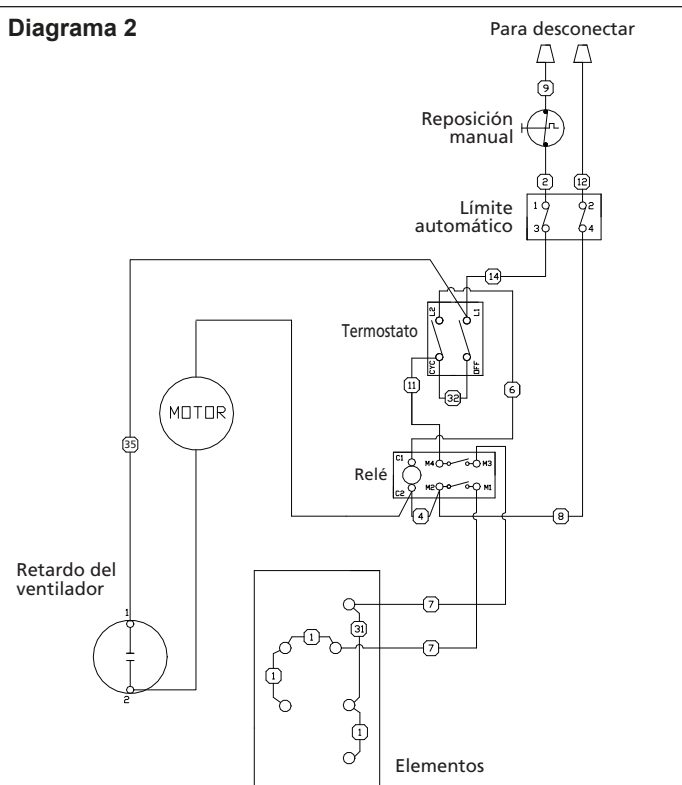 Diagrama 2
Para desconectar
9
Reposición
manual
2
12
Límite
automático
1
2
3
4
14
L2
L1
Termostato
CYC
OFF
11
32
6
MOTOR
35
C1
M4
M3
Relé
M2
M1
C2
4
8
Retardo del
ventilador
1
2
7
31
1
7
1
1
Elementos